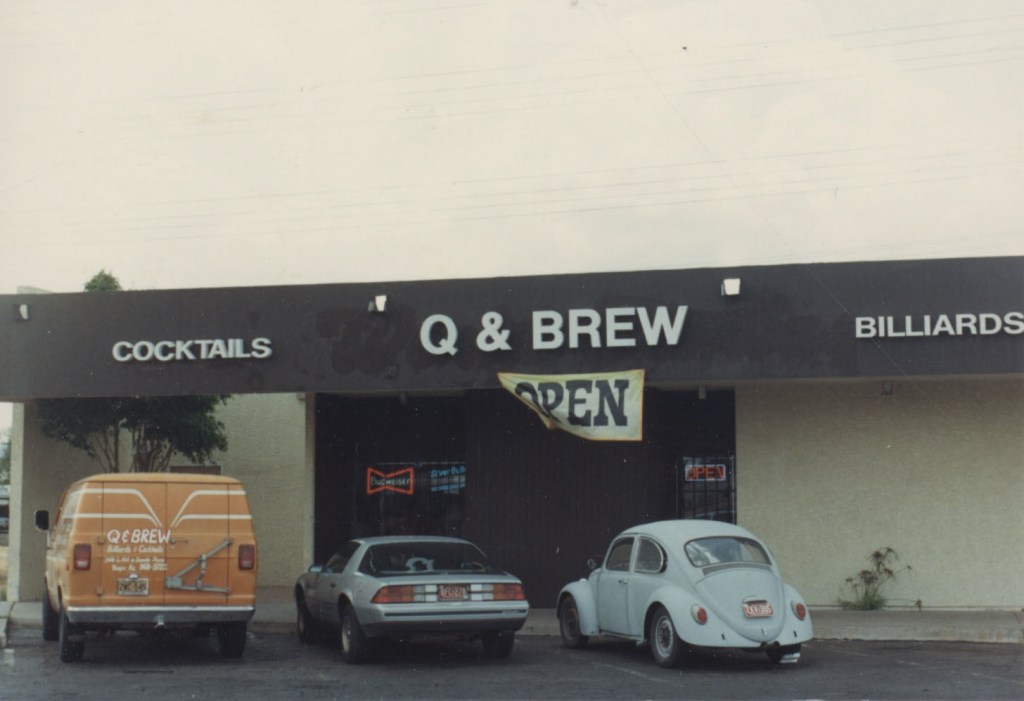 COCKTAILS
Q & BREW
BILLIARDS
OPEN
Budweiser
OPEN
Q & BREW
Billiards & Cocktails